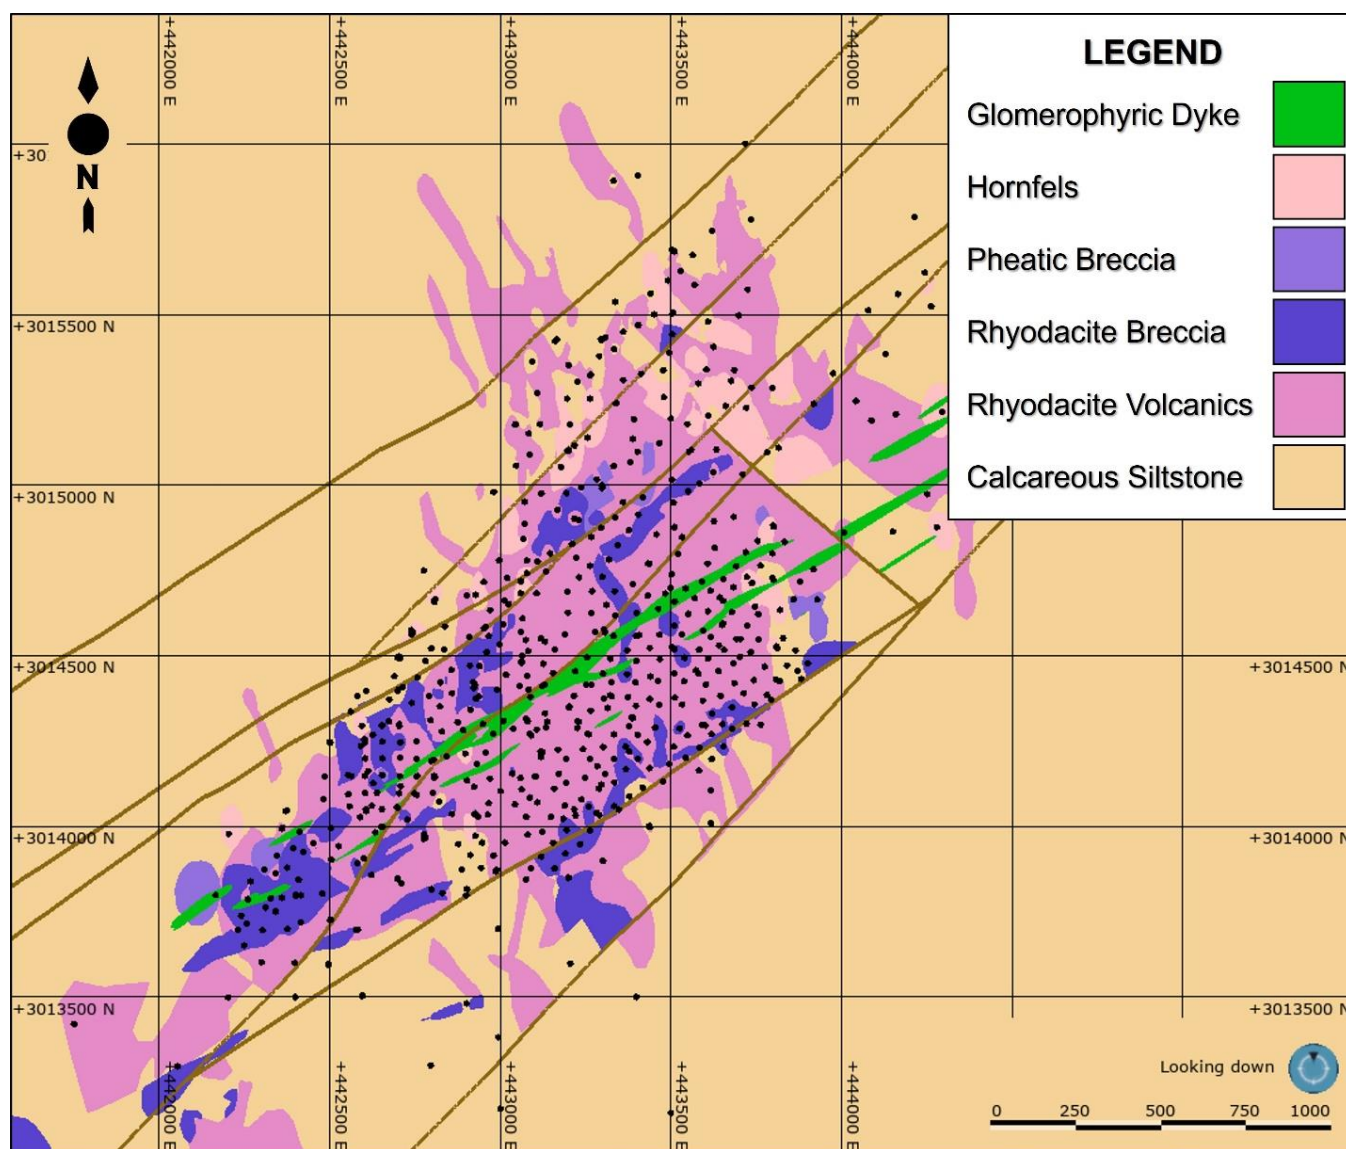 +442000 E
+442500 E
+443000 E
+443500 E
+444000 E
LEGEND
Glomerophyric Dyke
Hornfels
Pheatic Breccia
Rhyodacite Breccia
Rhyodacite Volcanics
Calcareous Siltstone
+30
N
+3015500 N
+3015000 N
+3014500 N
+3014500 N
+3014000 N
+3014000 N
+3013500 N
+3013500 N
Looking down
+442000 E
+442500 E
+443000 E
+443500 E
+444000 E
0 250 500 750 1000